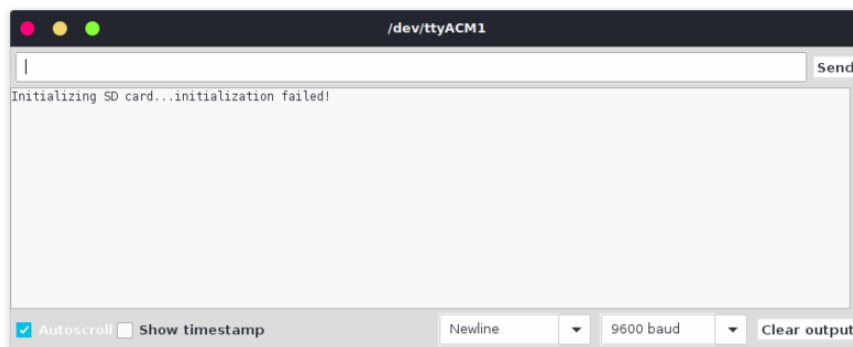 /dev/ttyACM1
Send
Initializing SD card...initialization failed!
Autoscroll Show timestamp Newline 9600 baud Clear output